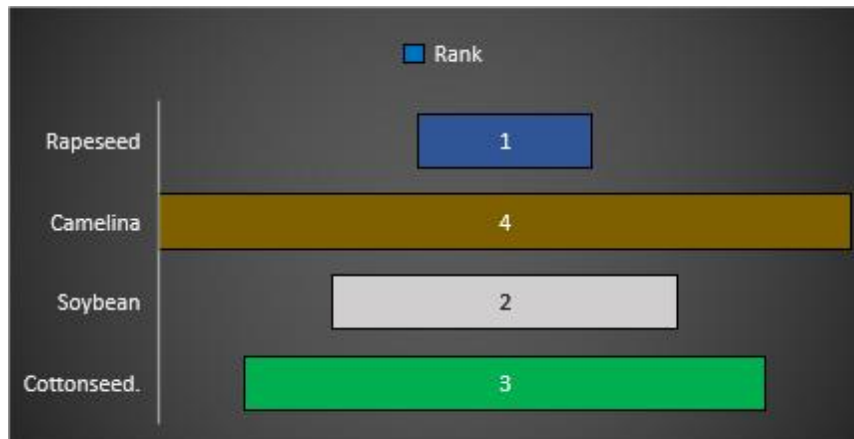 Rank
Rapeseed 1
Camelina 4
Soybean 2
Cottonseed. 3